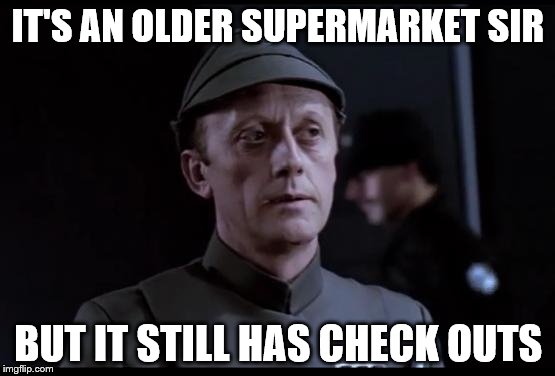 IT'S AN OLDER SUPERMARKET SIR
BUT IT STILL HAS CHECK OUTS
imgflip.com